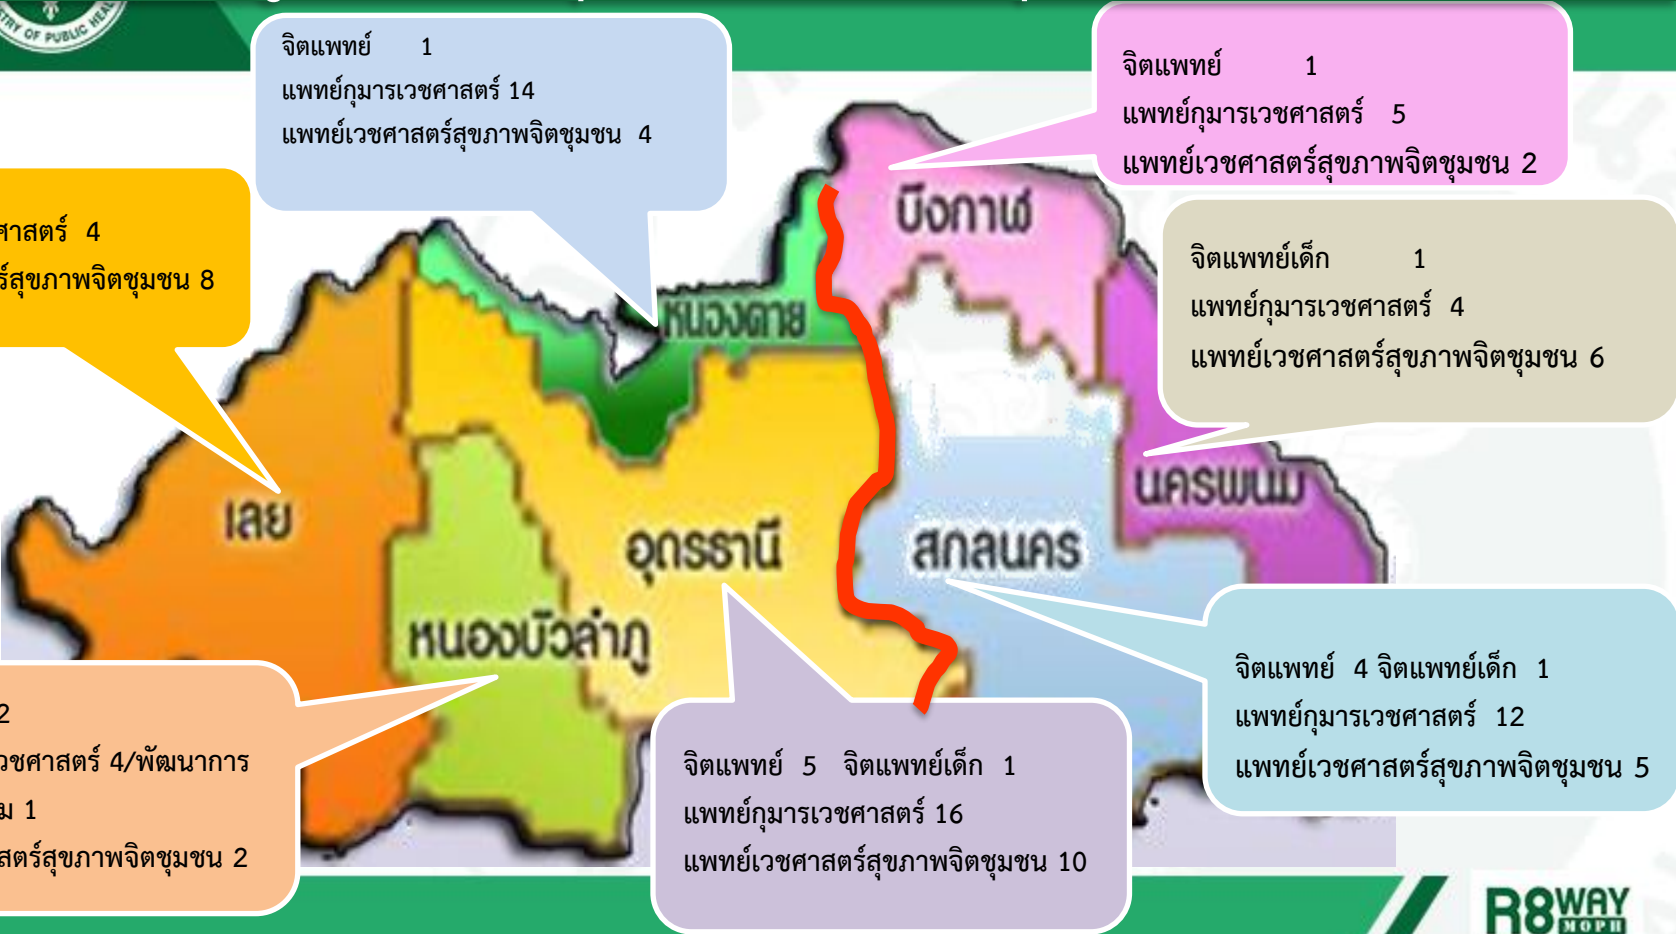 TRY OF PUBLIC HEAL
จิตแพทย์ 1
แพทย์กุมารเวชศาสตร์ 14
แพทย์เวชศาสตร์สุขภาพจิตชุมชน 4
จิตแพทย์ 1
แพทย์กุมารเวชศาสตร์ 5
แพทย์เวชศาสตร์สุขภาพจิตชุมชน 2
ศาสตร์ 4
ร์สุขภาพจิตชุมชน 8
จิตแพทย์เด็ก 1
แพทย์กุมารเวชศาสตร์ 4
แพทย์เวชศาสตร์สุขภาพจิตชุมชน 6
บึงกาฬ
หนองคาย
เลย
อุดรธานี
สกลนคร
นครพนม
หนองบัวลำภู
2
เวชศาสตร์ 4/พัฒนาการ
ม 1
สตร์สุขภาพจิตชุมชน 2
จิตแพทย์ 5 จิตแพทย์เด็ก 1
แพทย์กุมารเวชศาสตร์ 16
แพทย์เวชศาสตร์สุขภาพจิตชุมชน 10
จิตแพทย์ 4 จิตแพทย์เด็ก 1
แพทย์กุมารเวชศาสตร์ 12
แพทย์เวชศาสตร์สุขภาพจิตชุมชน 5
R8WAY
MOPH